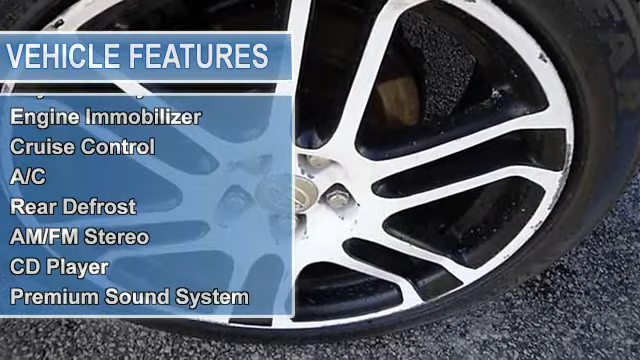 VEHICLE FEATURES
Engine Immobilizer
Cruise Control
A/C
Rear Defrost
AM/FM Stereo
CD Player
Premium Sound System